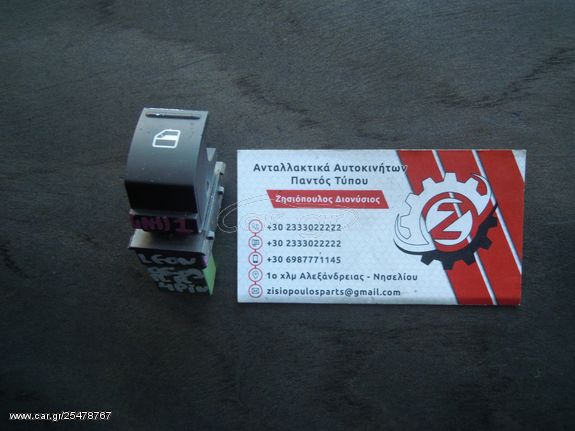 Ανταλλακτικά Αυτοκινήτων
Παντός Τύπου
Ζησιόπουλος Διονύσιος
+30 2333022222
+30 2333022222
+30 6987771145
1ο χλμ Αλεξάνδρειας - Νησελίου
zisiopoulosparts@gmail.com
Z
LEON
www.car.gr/25478767